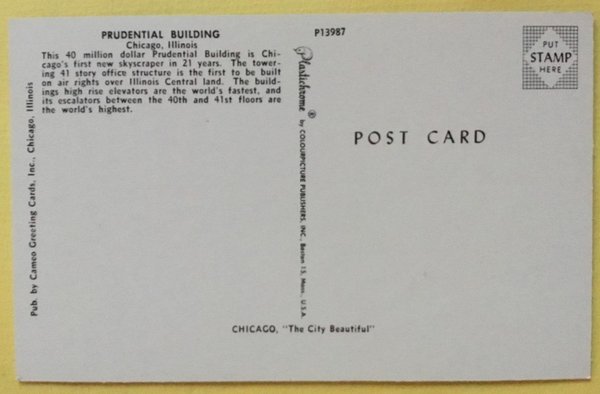 PRUDENTIAL BUILDING
Chicago, Illinois
This 40 million dollar Prudential Building is Chi-
cago's first new skyscraper in 21 years. The tower-
ing 41 story office structure is the first to be built
on air rights over Illinois Central land. The build-
ings high rise elevators are the world's fastest, and
its escalators between the 40th and 41st floors are
the world's highest.
Pub. by Cameo Greeting Cards, Inc., Chicago, Illinois
P13987
Plastichrome ® by COLOURPICTURE PUBLISHERS, INC., Boston 15, Mass., U.S.A.
PUT
STAMP
HERE
POST CARD
CHICAGO, "The City Beautiful"